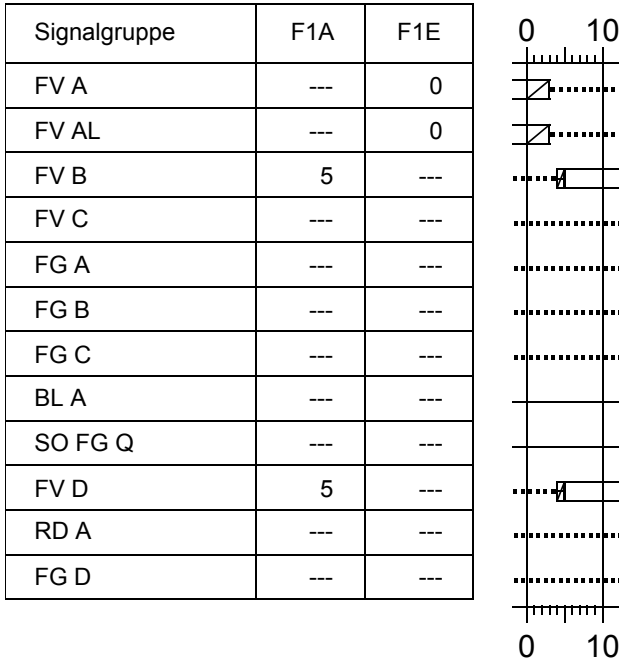 Signalgruppe F1A F1E 0 10
FV A --- 0
FV AL --- 0
FV B 5 ---
FV C --- ---
FG A --- ---
FG B --- ---
FG C --- ---
BL A --- ---
SO FG Q --- ---
FV D 5 ---
RD A --- ---
FG D --- ---
0 10